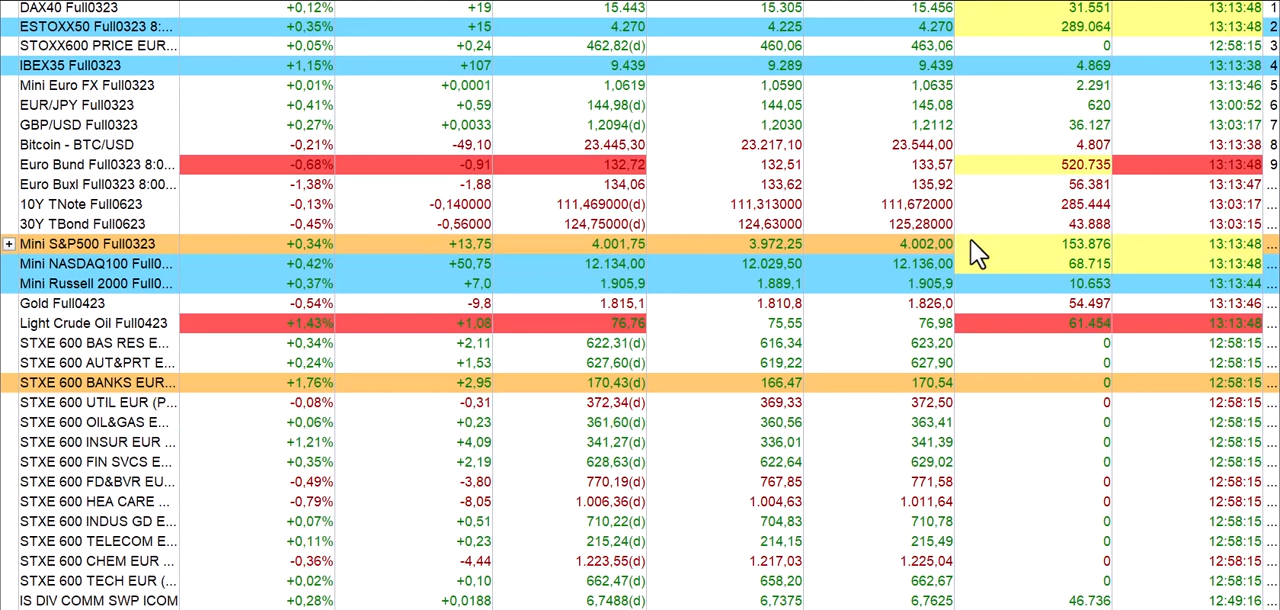 DAX40 Full0323 +0,12% +19 15.443 15.305 15.456 31.551 13:13:48 1
ESTOXX50 Full0323 8:... +0,35% +15 4.270 4.225 4.270 289.064 13:13:48 2
STOXX600 PRICE EUR... +0,05% +0,24 462,82(d) 460,06 463,06 0 12:58:15 3
IBEX35 Full0323 +1,15% +107 9.439 9.289 9.439 4.869 13:13:38 4
Mini Euro FX Full0323 +0,01% +0,0001 1,0619 1,0590 1,0635 2.291 13:13:46 5
EUR/JPY Full0323 +0,41% +0,59 144,98(d) 144,05 145,08 620 13:00:52 6
GBP/USD Full0323 +0,27% +0,0033 1,2094(d) 1,2030 1,2112 36.127 13:03:17 7
Bitcoin - BTC/USD -0,21% -49,10 23.445,30 23.217,10 23.544,00 4.807 13:13:38 8
Euro Bund Full0323 8:0... -0,68% -0,91 132,72 132,51 133,57 520.735 13:13:48 9
Euro Buxl Full0323 8:00... -1,38% -1,88 134,06 133,62 135,92 56.381 13:13:47 ...
10Y TNote Full0623 -0,13% -0,140000 111,469000(d) 111,313000 111,672000 285.444 13:03:17 ...
30Y TBond Full0623 -0,45% -0,56000 124,75000(d) 124,63000 125,28000 43.888 13:03:15 ...
+ Mini S&P500 Full0323 +0,34% +13,75 4.001,75 3.972,25 4.002,00 153.876 13:13:48 ...
Mini NASDAQ100 Full0... +0,42% +50,75 12.134,00 12.029,50 12.136,00 68.715 13:13:48 ...
Mini Russell 2000 Full0... +0,37% +7,0 1.905,9 1.889,1 1.905,9 10.653 13:13:44 ...
Gold Full0423 -0,54% -9,8 1.815,1 1.810,8 1.826,0 54.497 13:13:46 ...
Light Crude Oil Full0423 +1,43% +1,08 76,76 75,55 76,98 61.454 13:13:48 ...
STXE 600 BAS RES E... +0,34% +2,11 622,31(d) 616,34 623,20 0 12:58:15 ...
STXE 600 AUT&PRT E... +0,24% +1,53 627,60(d) 619,22 627,90 0 12:58:15 ...
STXE 600 BANKS EUR... +1,76% +2,95 170,43(d) 166,47 170,54 0 12:58:15 ...
STXE 600 UTIL EUR (P... -0,08% -0,31 372,34(d) 369,33 372,50 0 12:58:15 ...
STXE 600 OIL&GAS E... +0,06% +0,23 361,60(d) 360,56 363,41 0 12:58:15 ...
STXE 600 INSUR EUR ... +1,21% +4,09 341,27(d) 336,01 341,39 0 12:58:15 ...
STXE 600 FIN SVCS E... +0,35% +2,19 628,63(d) 622,64 629,02 0 12:58:15 ...
STXE 600 FD&BVR EU... -0,49% -3,80 770,19(d) 767,85 771,58 0 12:58:15 ...
STXE 600 HEA CARE ... -0,79% -8,05 1.006,36(d) 1.004,63 1.011,64 0 12:58:15 ...
STXE 600 INDUS GD E... +0,07% +0,51 710,22(d) 704,83 710,78 0 12:58:15 ...
STXE 600 TELECOM E... +0,11% +0,23 215,24(d) 214,15 215,49 0 12:58:15 ...
STXE 600 CHEM EUR ... -0,36% -4,44 1.223,55(d) 1.217,03 1.225,04 0 12:58:15 ...
STXE 600 TECH EUR (... +0,02% +0,10 662,47(d) 658,20 662,67 0 12:58:15 ...
IS DIV COMM SWP ICOM +0,28% +0,0188 6,7488(d) 6,7375 6,7625 46.736 12:49:16 ...